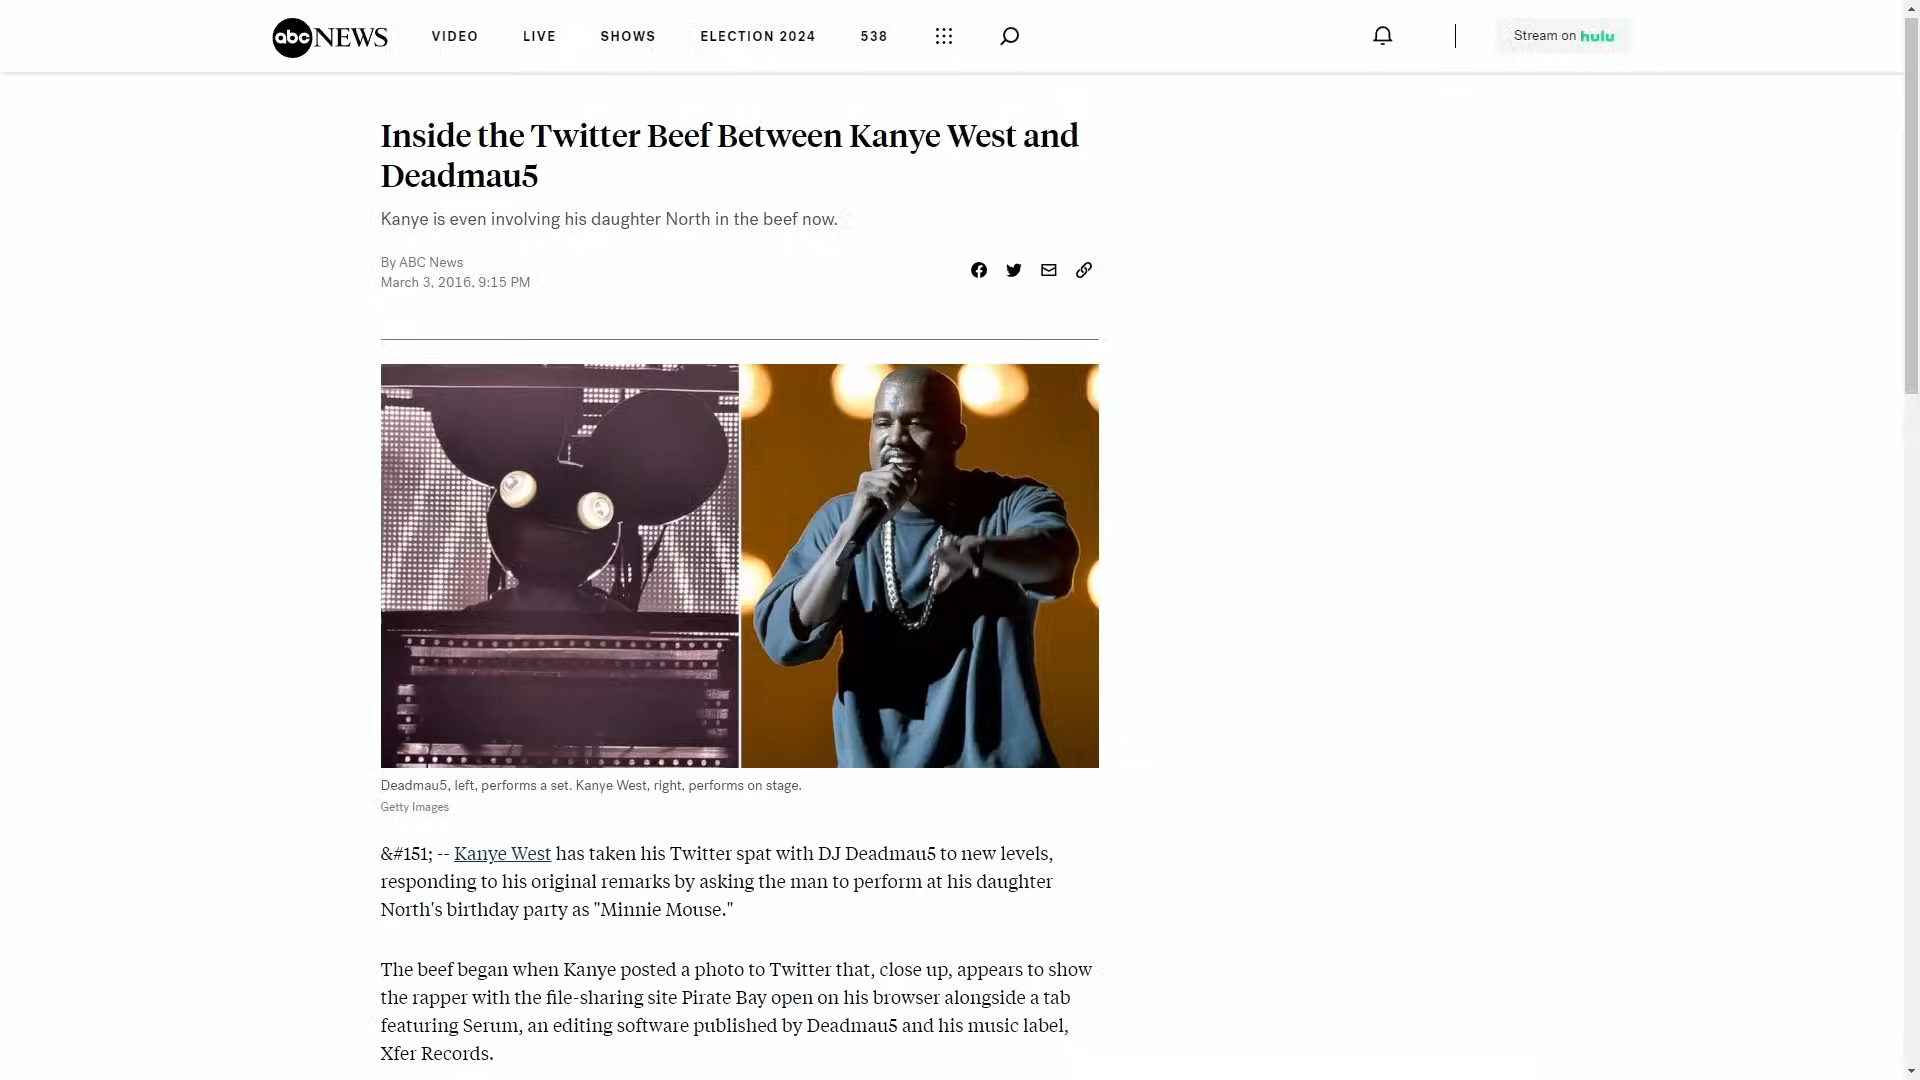 abc NEWS VIDEO LIVE SHOWS ELECTION 2024 538 Stream on hulu
Inside the Twitter Beef Between Kanye West and
Deadmau5
Kanye is even involving his daughter North in the beef now.
By ABC News
March 3, 2016, 9:15 PM
Deadmau5, left, performs a set. Kanye West, right, performs on stage.
Getty Images
&#151; -- Kanye West has taken his Twitter spat with DJ Deadmau5 to new levels,
responding to his original remarks by asking the man to perform at his daughter
North's birthday party as "Minnie Mouse."
The beef began when Kanye posted a photo to Twitter that, close up, appears to show
the rapper with the file-sharing site Pirate Bay open on his browser alongside a tab
featuring Serum, an editing software published by Deadmau5 and his music label,
Xfer Records.